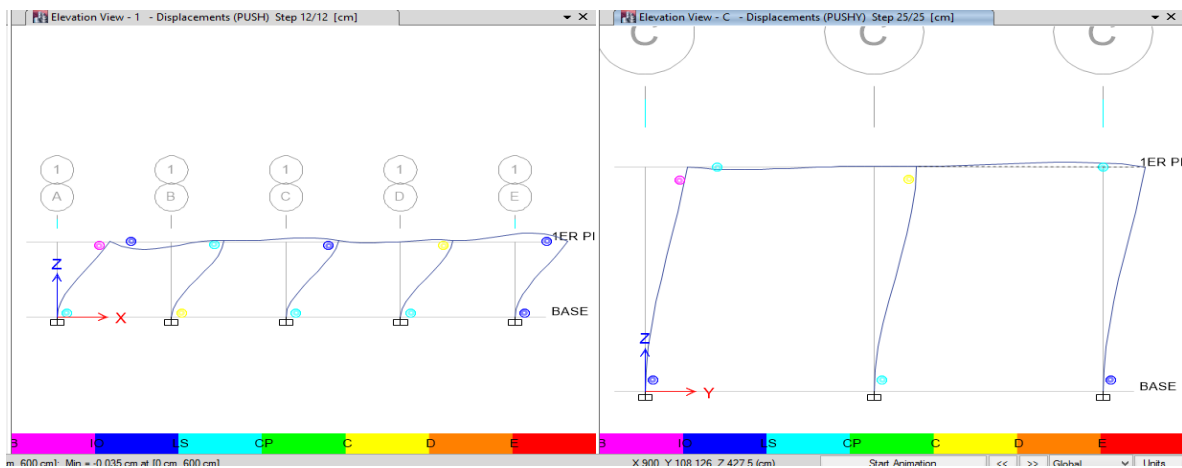 Elevation View - 1 - Displacements (PUSH) Step 12/12 [cm]
1 1 1 1 1
A B C D E
1ER PI
Z
X
BASE
B IO LS CP C D E
m, 600 cm]; Min = -0.035 cm at [0 cm, 600 cm]
Elevation View - C - Displacements (PUSHY) Step 25/25 [cm]
C C C
1ER PI
Z
Y
BASE
B IO LS CP C D E
X 900, Y 108.126, Z 427.5 (cm)
Start Animation << >> Global Units